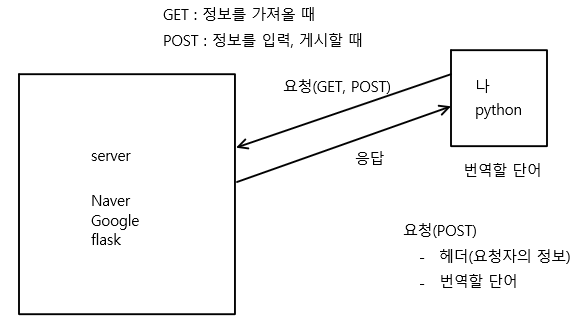 GET : 정보를 가져올 때
POST : 정보를 입력, 게시할 때
요청(GET, POST)
나
python
server
응답
번역할 단어
Naver
Google
flask
요청(POST)
- 헤더(요청자의 정보)
- 번역할 단어